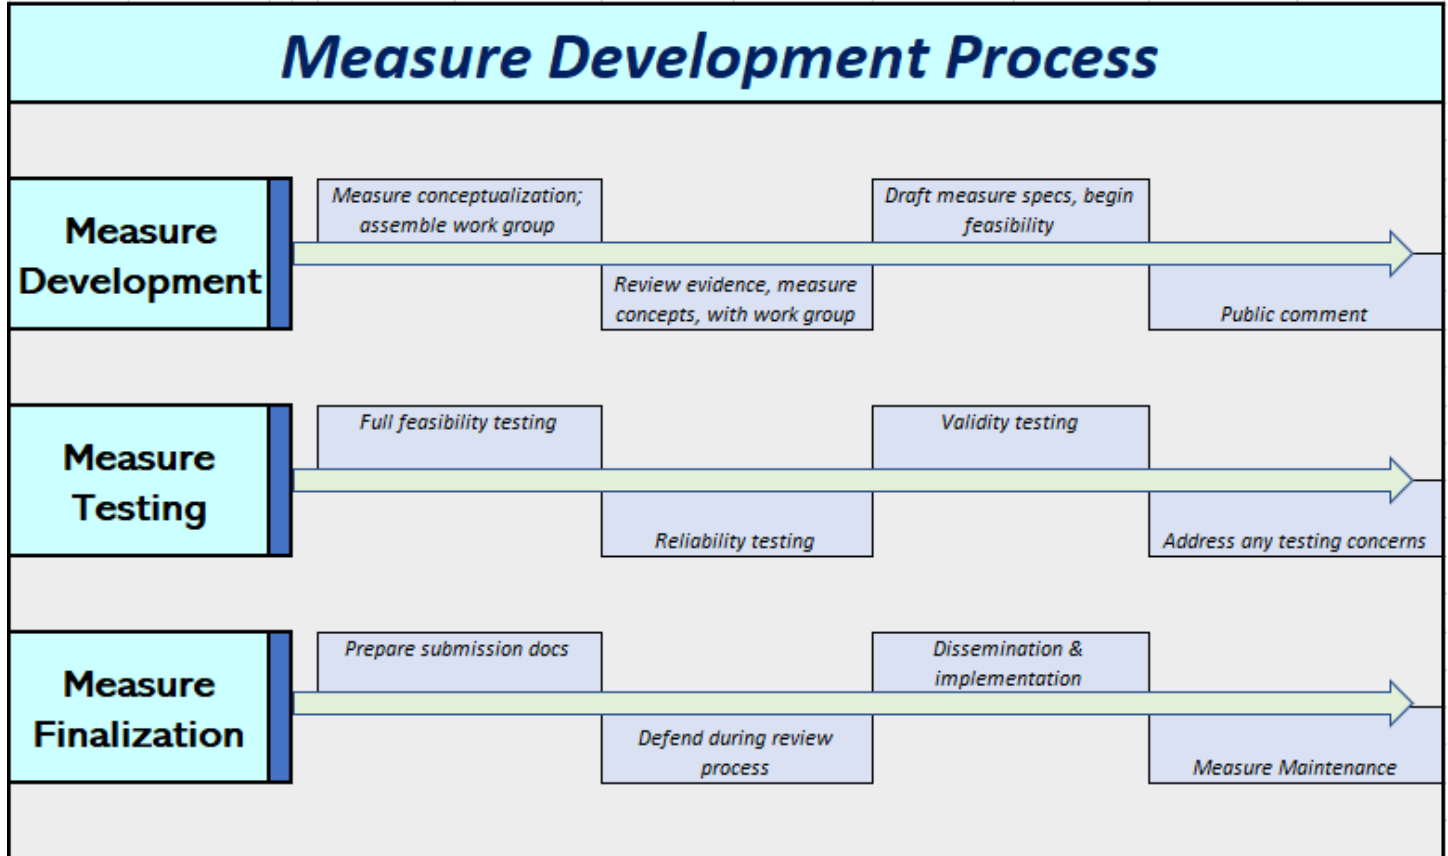 Measure Development Process
Measure
Development
Measure conceptualization;
assemble work group
Review evidence, measure
concepts, with work group
Draft measure specs, begin
feasibility
Public comment
Measure
Testing
Full feasibility testing
Reliability testing
Validity testing
Address any testing concerns
Measure
Finalization
Prepare submission docs
Defend during review
process
Dissemination &
implementation
Measure Maintenance